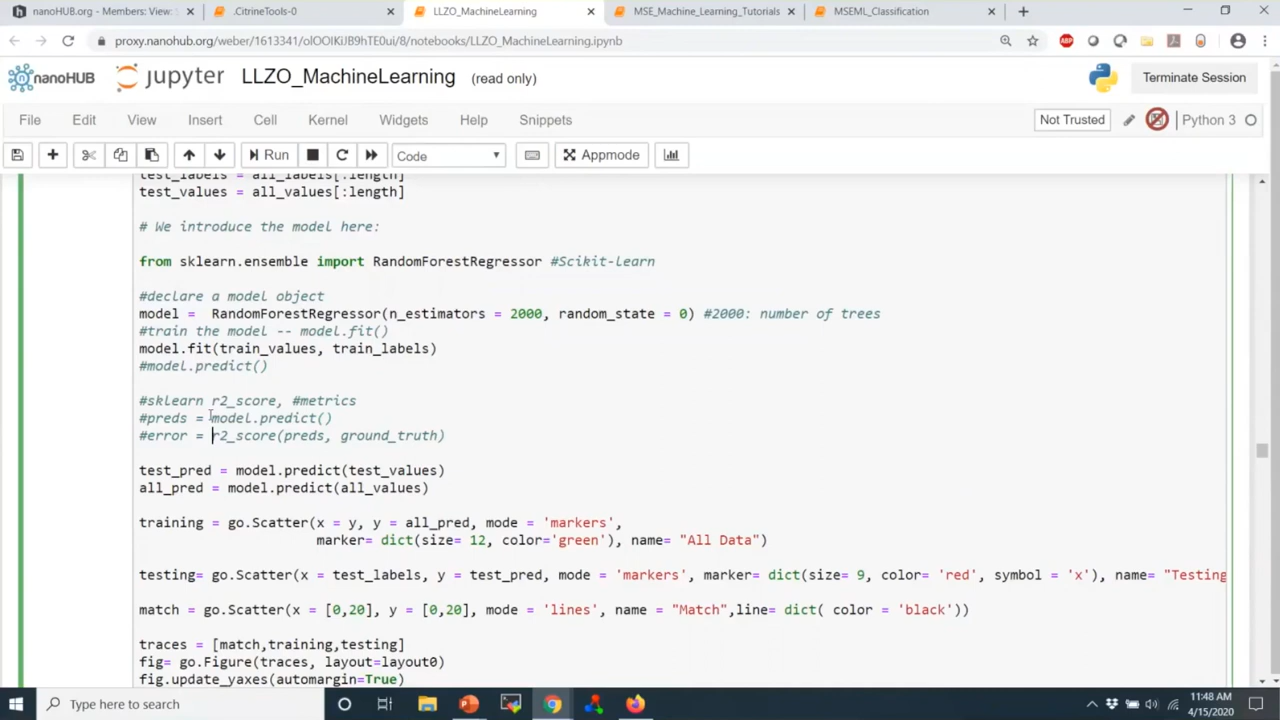 nanoHUB.org - Members: View: S
.CitrineTools-0
LLZO_MachineLearning
MSE_Machine_Learning_Tutorials
MSEML_Classification
proxy.nanohub.org/weber/1613341/olOOlKiJB9hTE0ui/8/notebooks/LLZO_MachineLearning.ipynb
ABP
nanoHUB
jupyter
LLZO_MachineLearning
(read only)
Terminate Session
File Edit View Insert Cell Kernel Widgets Help Snippets
Not Trusted
Python 3
Run
Code
Appmode
test_labels = all_labels[:length]
test_values = all_values[:length]
# We introduce the model here:
from sklearn.ensemble import RandomForestRegressor #Scikit-learn
#declare a model object
model =  RandomForestRegressor(n_estimators = 2000, random_state = 0) #2000: number of trees
#train the model -- model.fit()
model.fit(train_values, train_labels)
#model.predict()
#sklearn r2_score, #metrics
#preds = model.predict()
#error = r2_score(preds, ground_truth)
test_pred = model.predict(test_values)
all_pred = model.predict(all_values)
training = go.Scatter(x = y, y = all_pred, mode = 'markers',
marker= dict(size= 12, color='green'), name= "All Data")
testing= go.Scatter(x = test_labels, y = test_pred, mode = 'markers', marker= dict(size= 9, color= 'red', symbol = 'x'), name= "Testing
match = go.Scatter(x = [0,20], y = [0,20], mode = 'lines', name = "Match",line= dict( color = 'black'))
traces = [match,training,testing]
fig= go.Figure(traces, layout=layout0)
fig.update_yaxes(automargin=True)
Type here to search
11:48 AM
4/15/2020